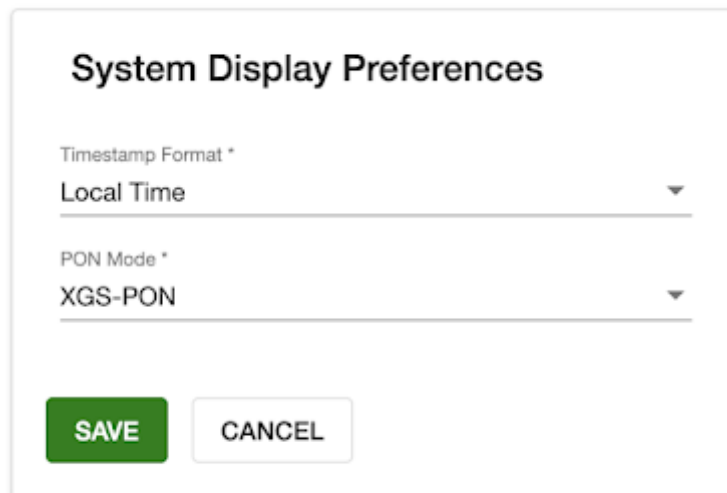 System Display Preferences
Timestamp Format *
Local Time
PON Mode *
XGS-PON
SAVE CANCEL